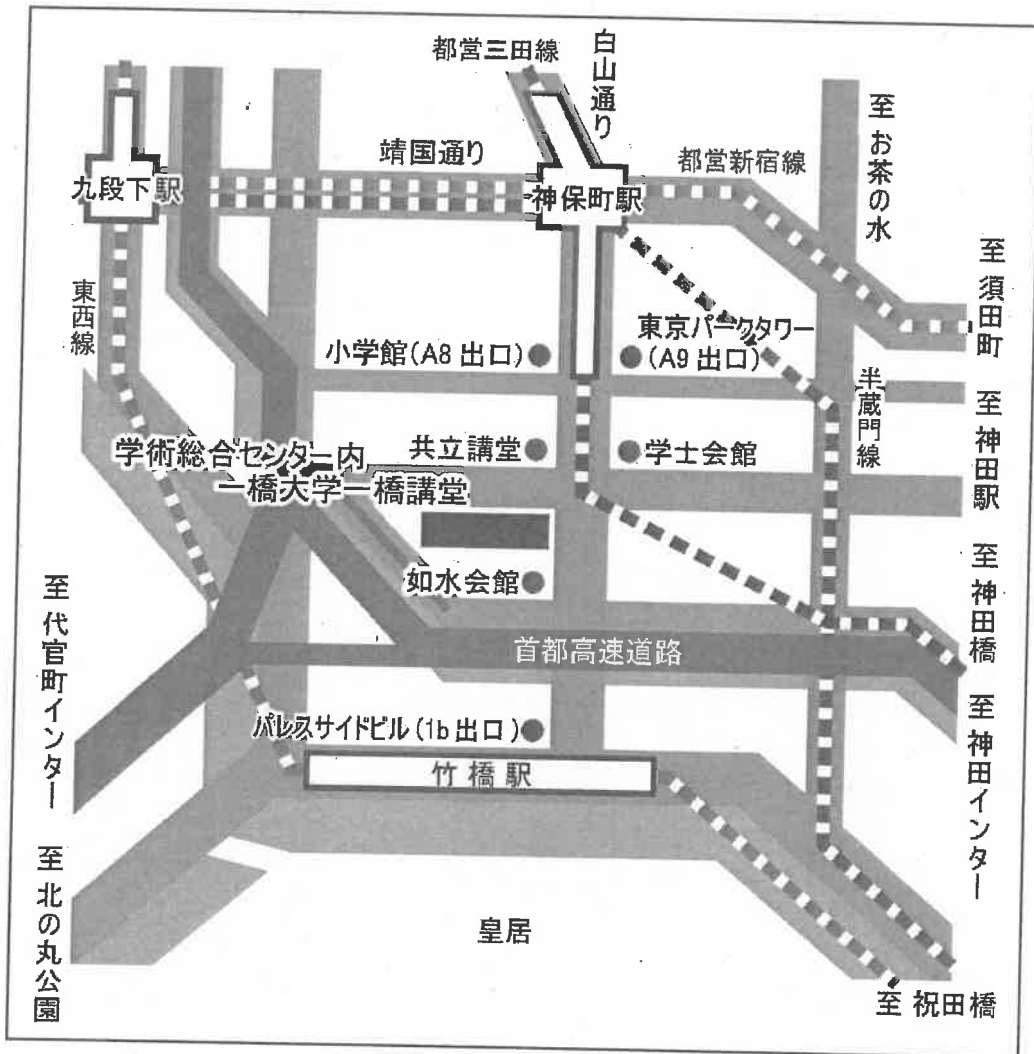 都営三田線
白山通り
靖国通り
都営新宿線
至お茶の水
九段下駅
神保町駅
至須田町
東西線
小学館(A8 出口)
東京パークタワー
(A9 出口)
半蔵門線
至神田駅
学術総合センター内
一橋大学一橋講堂
共立講堂
学士会館
如水会館
至神田橋
至代官町インター
首都高速道路
至神田インター
パレスサイドビル(1b 出口)
竹橋駅
至北の丸公園
皇居
至 祝田橋